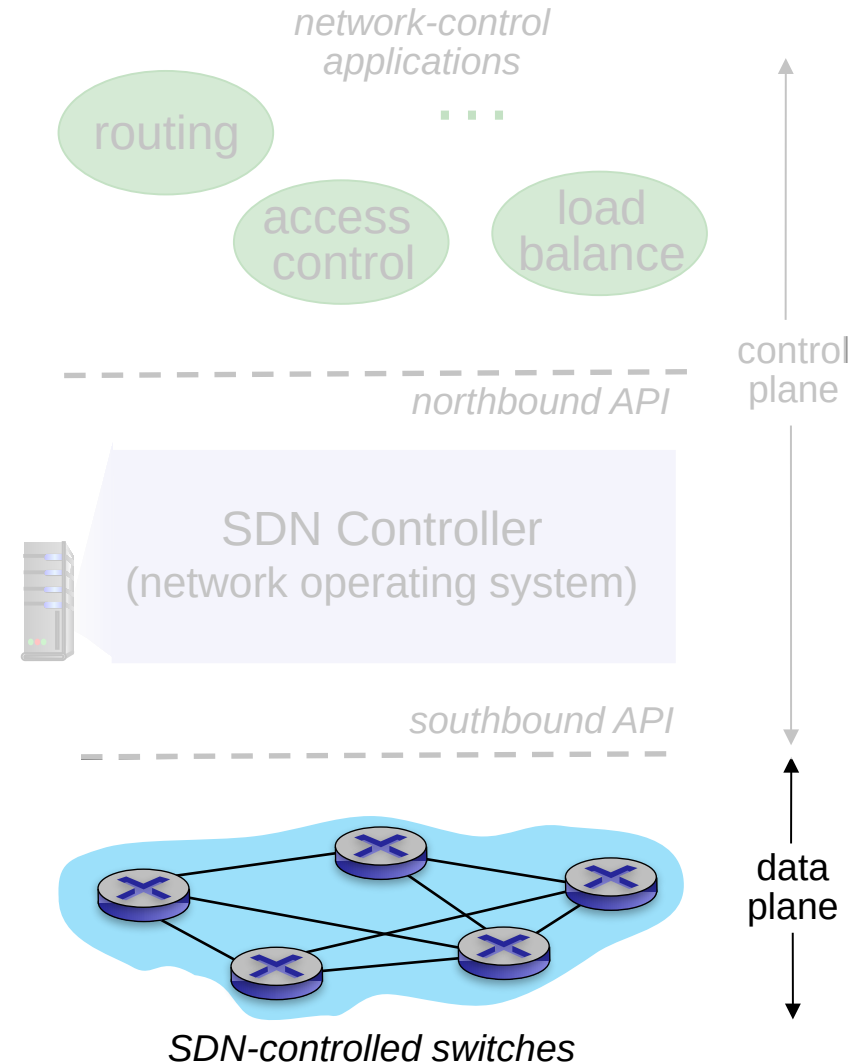 network-control
applications
routing
access
control
load
balance
control
plane
northbound API
SDN Controller
(network operating system)
southbound API
data
plane
SDN-controlled switches